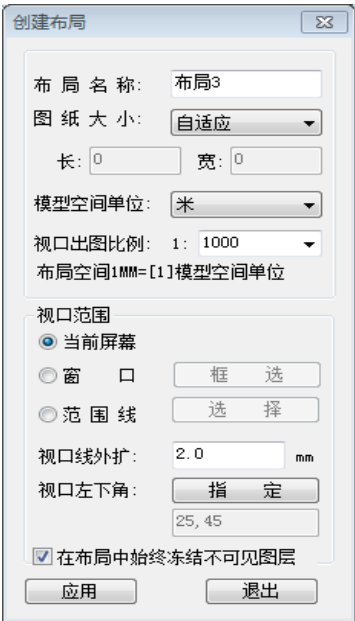 创建布局
布局名称: 布局3
图纸大小: 自适应
长: 0 宽: 0
模型空间单位: 米
视口出图比例: 1: 1000
布局空间1MM=[1]模型空间单位
视口范围
当前屏幕
窗口 框选
范围线 选择
视口线外扩: 2.0 mm
视口左下角: 指定
25,45
在布局中始终冻结不可见图层
应用 退出